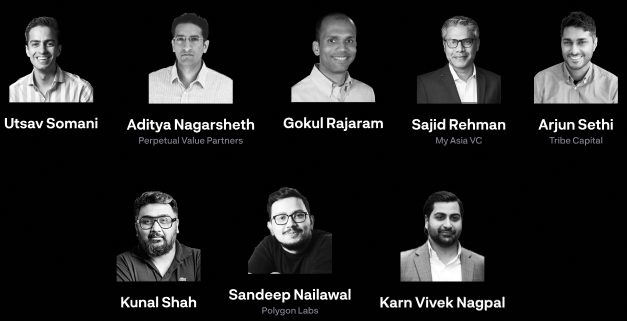 Utsav Somani
Aditya Nagarsheth
Perpetual Value Partners
Gokul Rajaram
Sajid Rehman
My Asia VC
Arjun Sethi
Tribe Capital
Kunal Shah
Sandeep Nailawal
Polygon Labs
Karn Vivek Nagpal